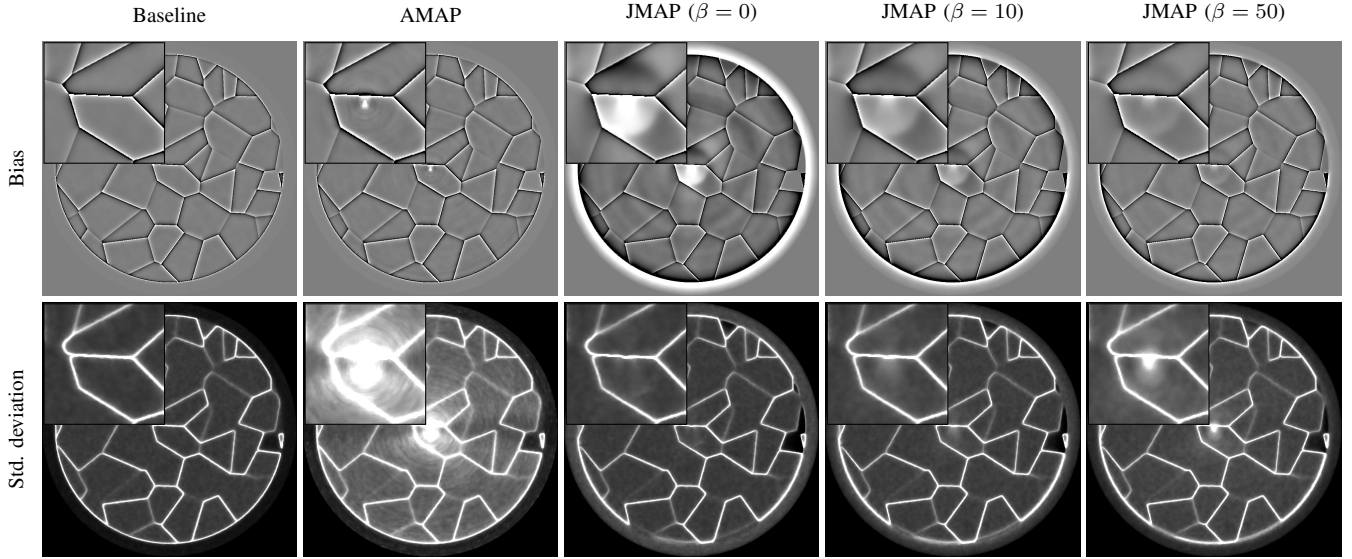 Baseline
AMAP
JMAP (β = 0)
JMAP (β = 10)
JMAP (β = 50)
Bias
Std. deviation